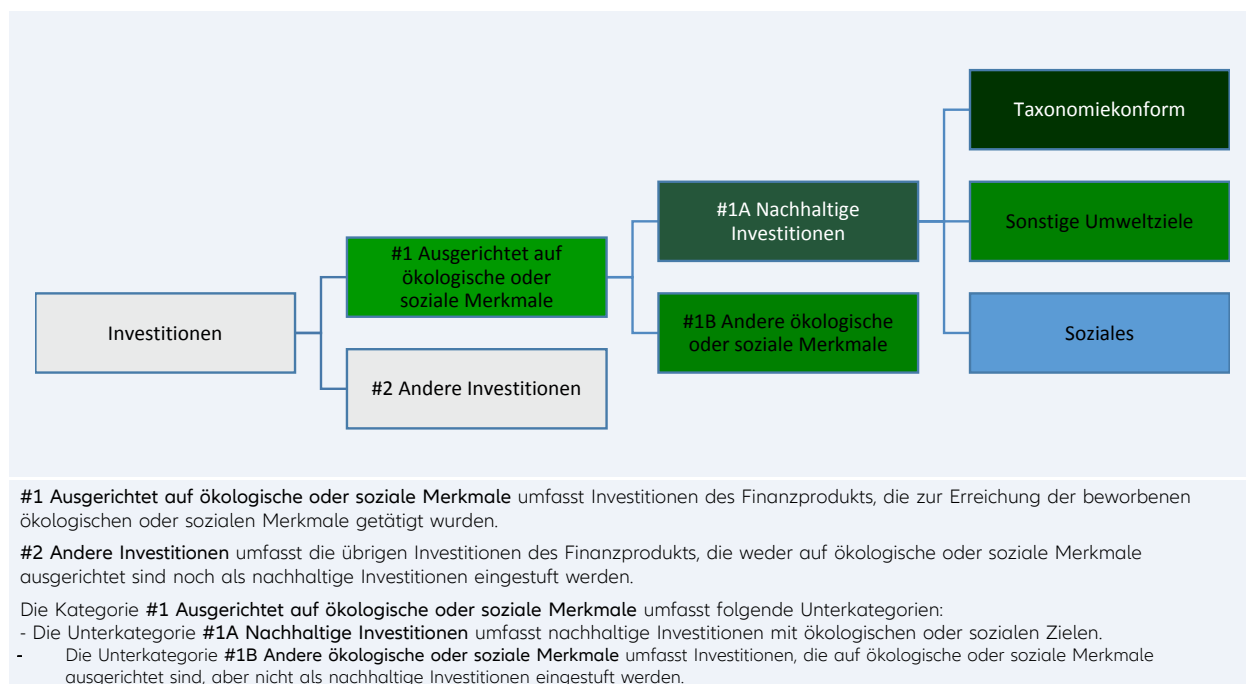 Taxonomiekonform
#1A Nachhaltige
Investitionen
Sonstige Umweltziele
#1 Ausgerichtet auf
ökologische oder
soziale Merkmale
Investitionen
#1B Andere ökologische
oder soziale Merkmale
Soziales
#2 Andere Investitionen
#1 Ausgerichtet auf ökologische oder soziale Merkmale umfasst Investitionen des Finanzprodukts, die zur Erreichung der beworbenen
ökologischen oder sozialen Merkmale getätigt wurden.
#2 Andere Investitionen umfasst die übrigen Investitionen des Finanzprodukts, die weder auf ökologische oder soziale Merkmale
ausgerichtet sind noch als nachhaltige Investitionen eingestuft werden.
Die Kategorie #1 Ausgerichtet auf ökologische oder soziale Merkmale umfasst folgende Unterkategorien:
- Die Unterkategorie #1A Nachhaltige Investitionen umfasst nachhaltige Investitionen mit ökologischen oder sozialen Zielen.
- Die Unterkategorie #1B Andere ökologische oder soziale Merkmale umfasst Investitionen, die auf ökologische oder soziale Merkmale
ausgerichtet sind, aber nicht als nachhaltige Investitionen eingestuft werden.